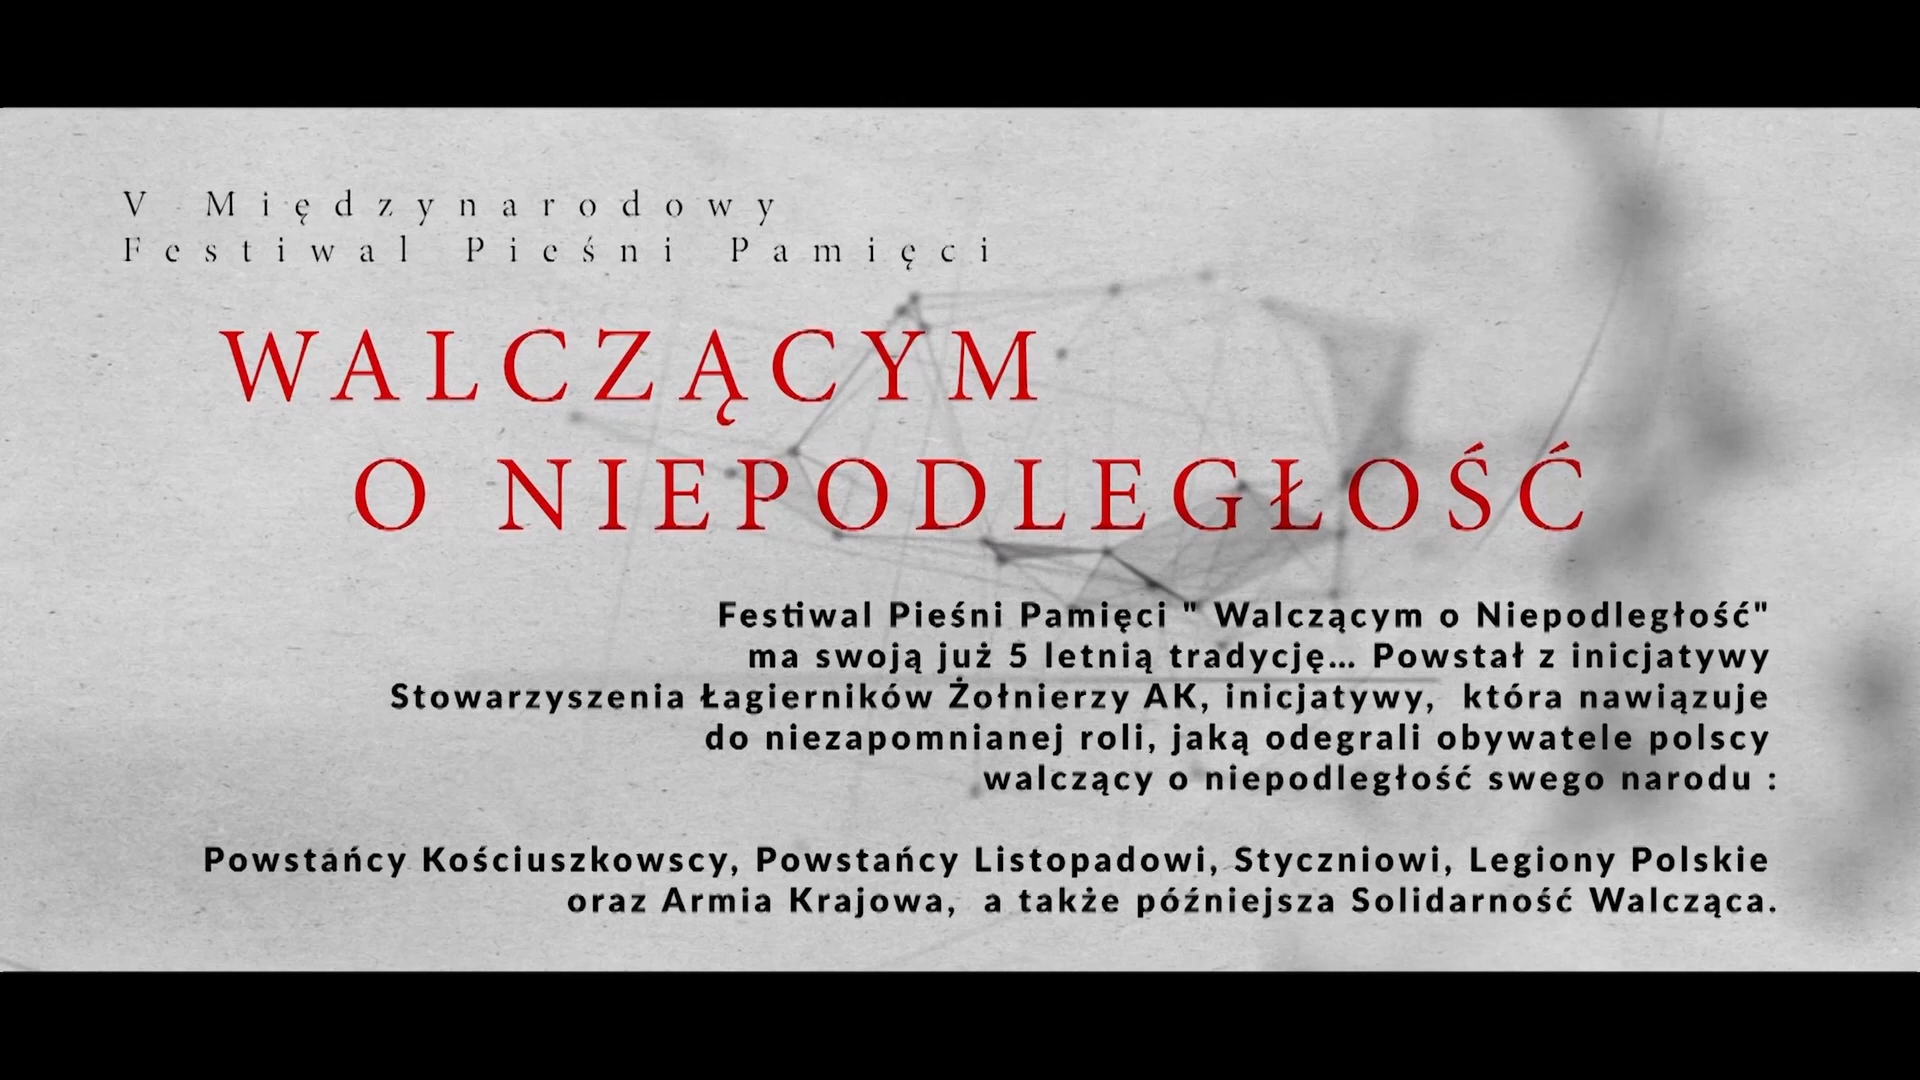 V Międzynarodowy
Festiwal Pieśni Pamięci
WALCZĄCYM
O NIEPODLEGŁOŚĆ
Festiwal Pieśni Pamięci " Walczącym o Niepodległość"
ma swoją już 5 letnią tradycję... Powstał z inicjatywy
Stowarzyszenia Łagierników Żołnierzy AK, inicjatywy, która nawiązuje
do niezapomnianej roli, jaką odegrali obywatele polscy
walczący o niepodległość swego narodu :
Powstańcy Kościuszkowscy, Powstańcy Listopadowi, Styczniowi, Legiony Polskie
oraz Armia Krajowa, a także późniejsza Solidarność Walcząca.